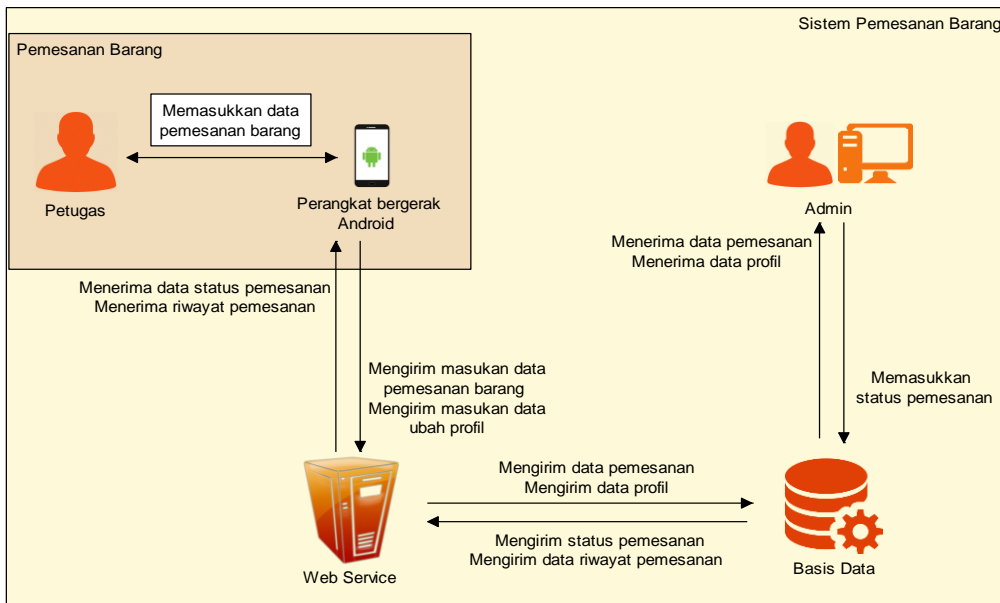 Sistem Pemesanan Barang
Pemesanan Barang
Memasukkan data
pemesanan barang
Petugas
Perangkat bergerak
Android
Admin
Menerima data status pemesanan
Menerima riwayat pemesanan
Menerima data pemesanan
Menerima data profil
Mengirim masukan data
pemesanan barang
Mengirim masukan data
ubah profil
Memasukkan
status pemesanan
Mengirim data pemesanan
Mengirim data profil
Mengirim status pemesanan
Mengirim data riwayat pemesanan
Web Service
Basis Data